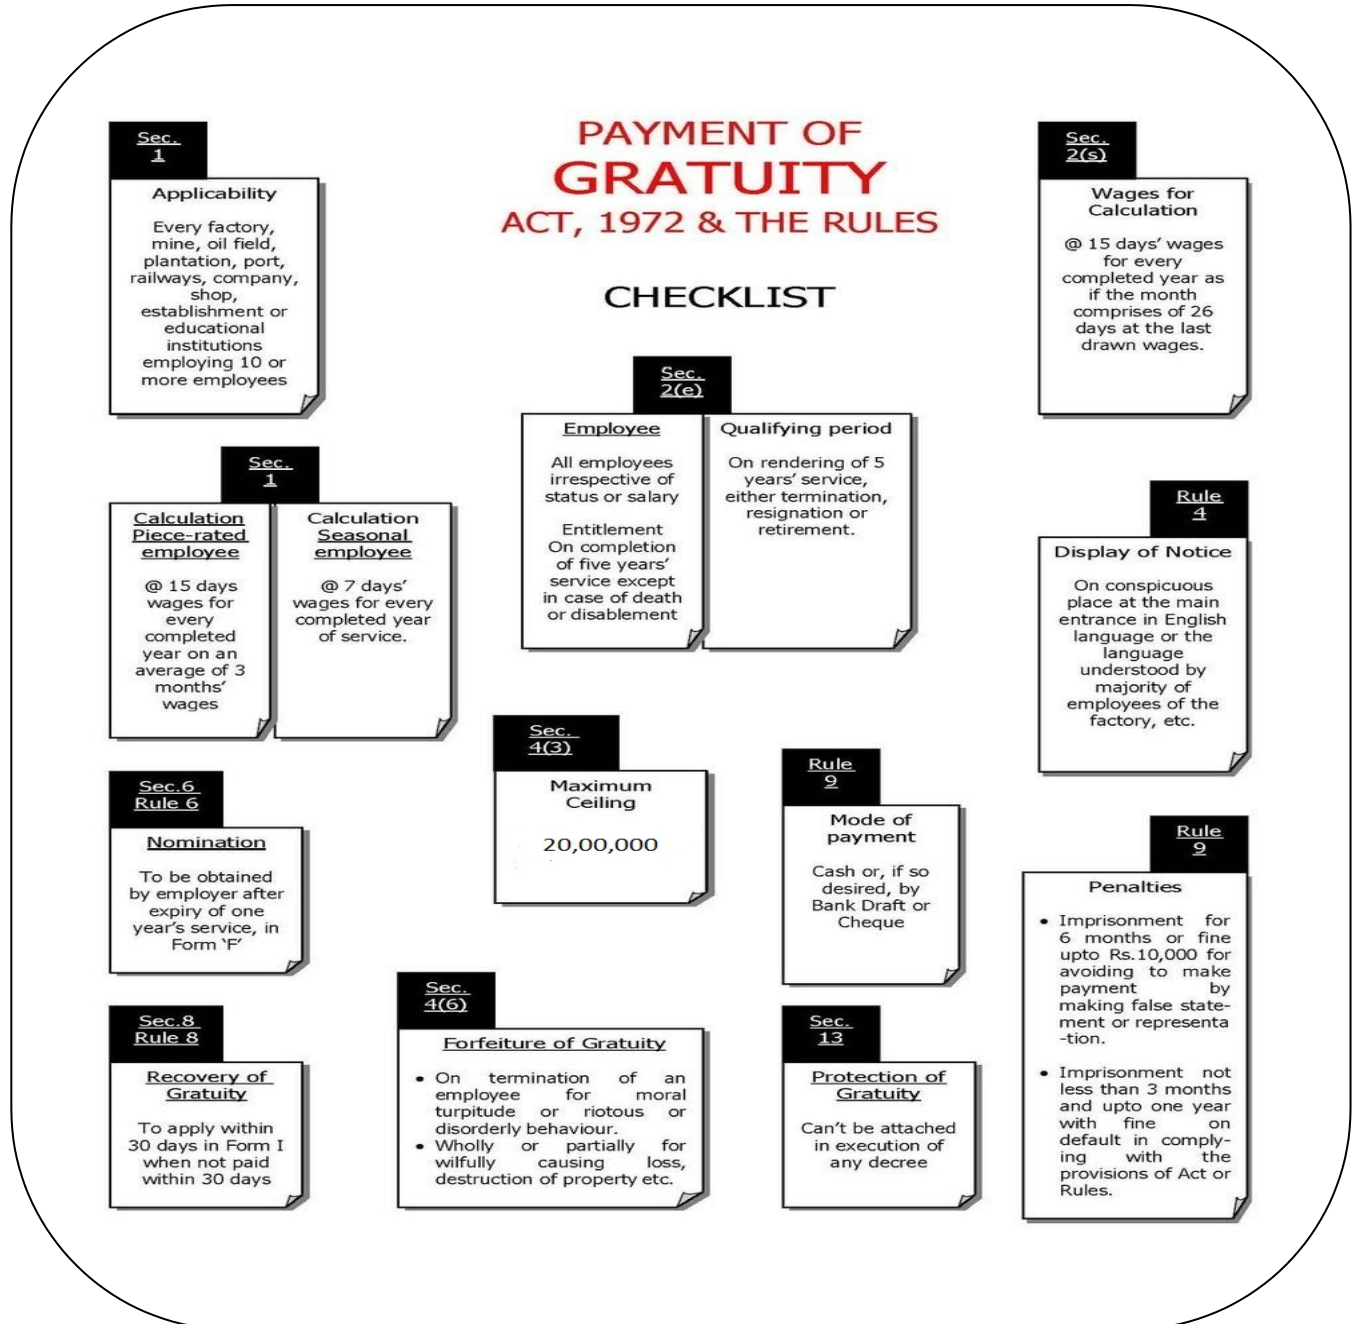 PAYMENT OF
GRATUITY
ACT, 1972 & THE RULES
CHECKLIST
Sec.
1
Applicability
Every factory,
mine, oil field,
plantation, port,
railways, company,
shop,
establishment or
educational
institutions
employing 10 or
more employees
Sec.
2(s)
Wages for
Calculation
@ 15 days' wages
for every
completed year as
if the month
comprises of 26
days at the last
drawn wages.
Sec.
2(e)
Employee
All employees
irrespective of
status or salary
Entitlement
On completion
of five years'
service except
in case of death
or disablement
Qualifying period
On rendering of 5
years' service,
either termination,
resignation or
retirement.
Sec.
1
Calculation
Piece-rated
employee
@ 15 days
wages for
every
completed
year on an
average of 3
months'
wages
Calculation
Seasonal
employee
@ 7 days'
wages for every
completed year
of service.
Rule
4
Display of Notice
On conspicuous
place at the main
entrance in English
language or the
language
understood by
majority of
employees of the
factory, etc.
Sec.
4(3)
Maximum
Ceiling
20,00,000
Rule
9
Mode of
payment
Cash or, if so
desired, by
Bank Draft or
Cheque
Sec.6
Rule 6
Nomination
To be obtained
by employer after
expiry of one
year's service, in
Form ‘F’
Rule
9
Penalties
• Imprisonment for
6 months or fine
upto Rs.10,000 for
avoiding to make
payment by
making false state-
ment or representa
-tion.
• Imprisonment not
less than 3 months
and upto one year
with fine on
default in comply-
ing with the
provisions of Act or
Rules.
Sec.8
Rule 8
Recovery of
Gratuity
To apply within
30 days in Form I
when not paid
within 30 days
Sec.
4(6)
Forfeiture of Gratuity
• On termination of an
employee for moral
turpitude or riotous or
disorderly behaviour.
• Wholly or partially for
wilfully causing loss,
destruction of property etc.
Sec.
13
Protection of
Gratuity
Can't be attached
in execution of
any decree